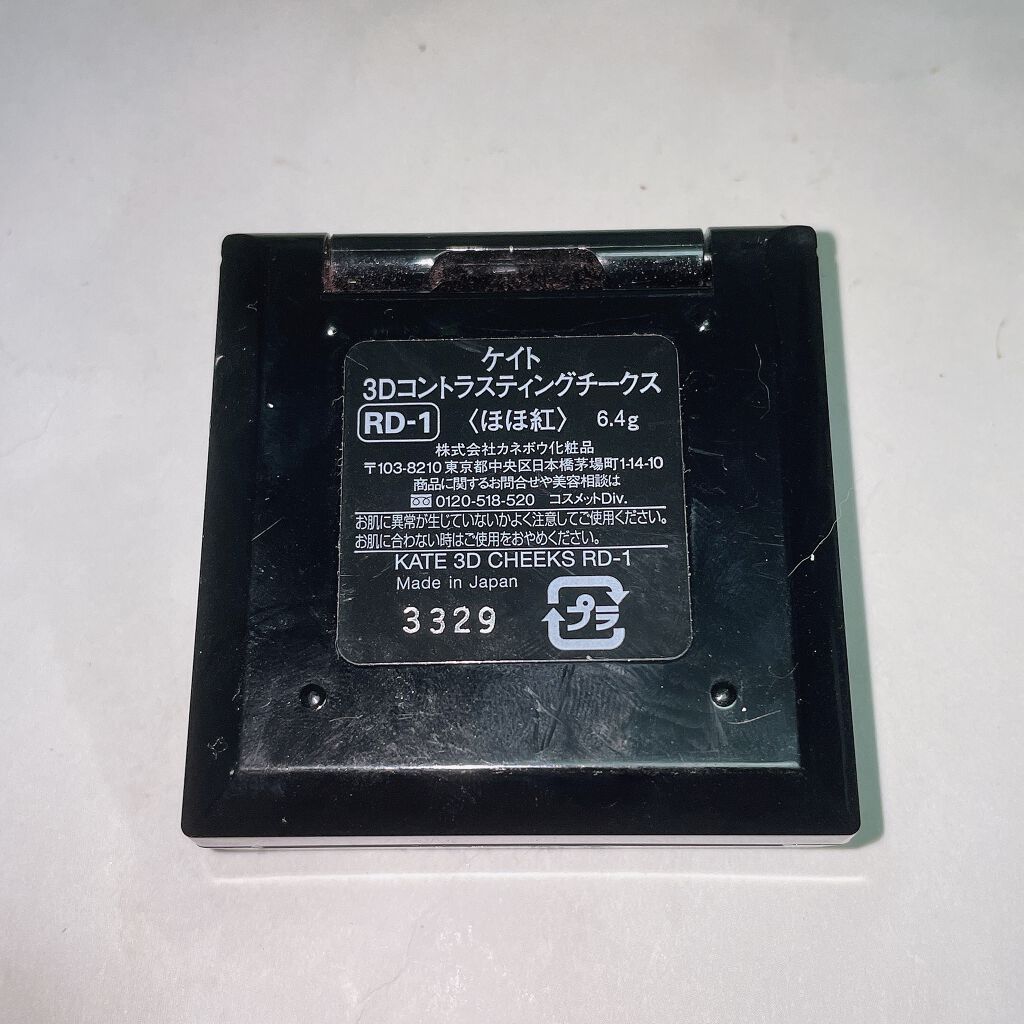 ケイト
3Dコントラスティングチークス
RD-1 〈ほほ紅〉 6.4g
株式会社カネボウ化粧品
〒103-8210 東京都中央区日本橋茅場町1-14-10
商品に関するお問合せや美容相談は
0120-518-520 コスメットDiv.
お肌に異常が生じていないかよく注意してご使用ください。
お肌に合わない時はご使用をおやめください。
KATE 3D CHEEKS RD-1
Made in Japan
3329 プラ